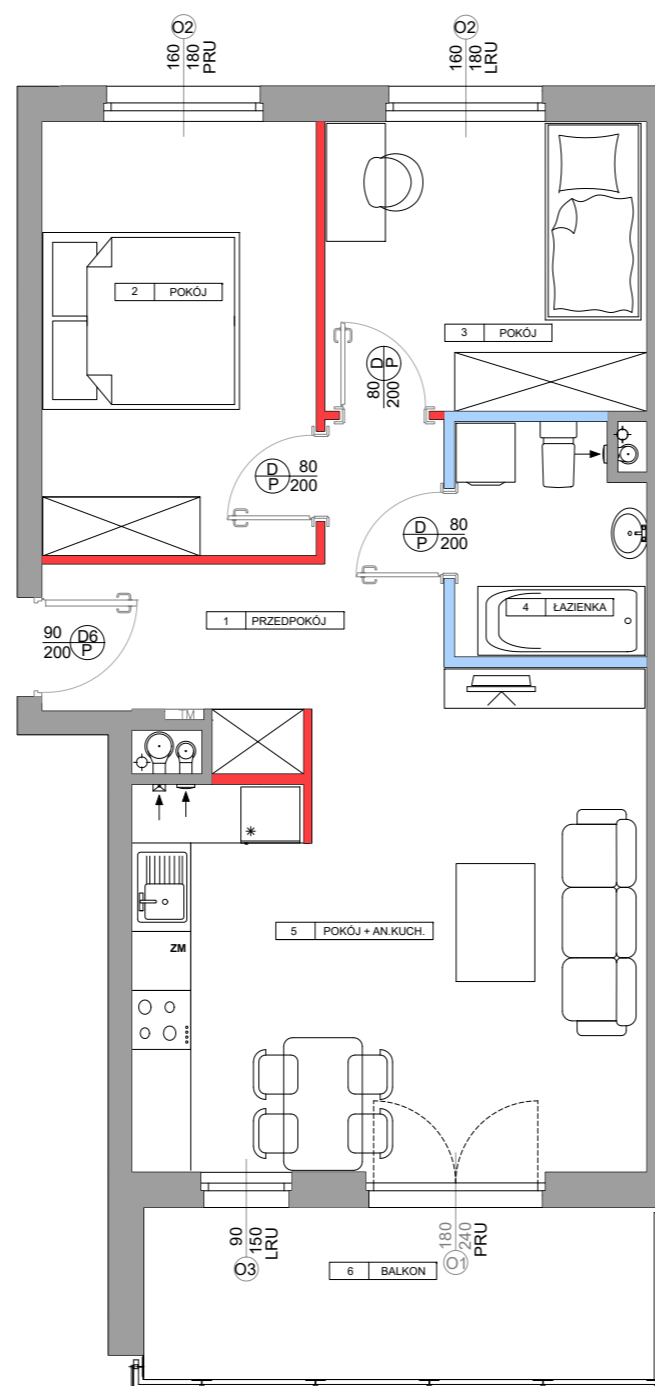 O2
160
180
PRU
O2
160
180
LRU
2 POKÓJ
3 POKÓJ
D
P
80
200
D
P
80
200
D
P
80
200
4 ŁAZIENKA
1 PRZEDPOKÓJ
90
200
D6
P
TM
5 POKÓJ + AN.KUCH.
ZM
90
150
LRU
O3
180
240
PRU
O1
6 BALKON